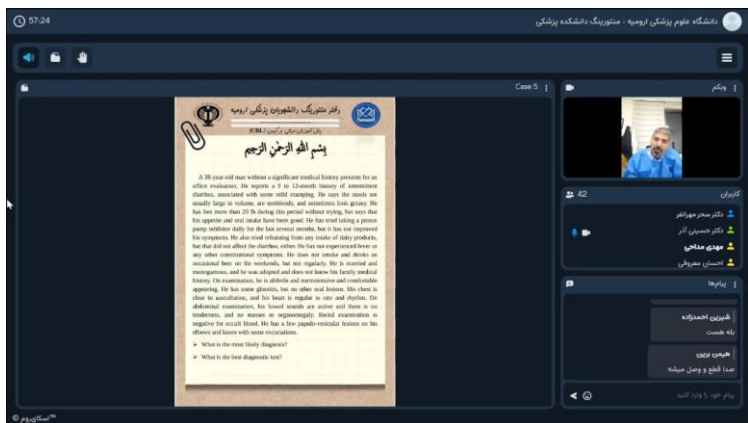 57:24
دانشگاه علوم پزشکی ارومیه : منتورینگ دانشکده پزشکی
Case 5
وبکم
دفتر منتورینگ دانشجویان پزشکی ارومیه
بِسْمِ اللهِ الرَّحْمٰنِ الرَّحِيمِ
A 38-year-old man without a significant medical history presents for an
office evaluation. He reports a 9 to 12-month history of intermittent
diarrhea, associated with some mild cramping. He says the stools are
usually large in volume, are nonbloody, and sometimes look greasy. He
has lost more than 20 lb during this period without trying, but says that
his appetite and oral intake have been good. He has tried taking a proton
pump inhibitor daily for the last several months, but it has not improved
his symptoms. He also tried refraining from any intake of dairy products,
but that did not affect the diarrhea, either. He has not experienced fever or
any other constitutional symptoms. He does not smoke and drinks an
occasional beer on the weekends, but not regularly. He is married and
monogamous, and he was adopted and does not know his family medical
history. On examination, he is afebrile and normotensive and comfortable
appearing. He has some glossitis, but no other oral lesions. His chest is
clear to auscultation, and his heart is regular in rate and rhythm. On
abdominal examination, his bowel sounds are active and there is no
tenderness, and no masses or organomegaly. Rectal examination is
negative for occult blood. He has a few papulo-vesicular lesions on his
elbows and knees with some excoriations.
➢ What is the most likely diagnosis?
➢ What is the best diagnostic test?
کاربران
42
دکتر سحر مهرانفر
دکتر حسینی آذر
مهدی مداحی
احسان معروفی
پیام‌ها
شیرین احمدزاده
بله هست
هیمن برین
صدا قطع و وصل میشه
پیام خود را وارد کنید
© اسکای‌روم™